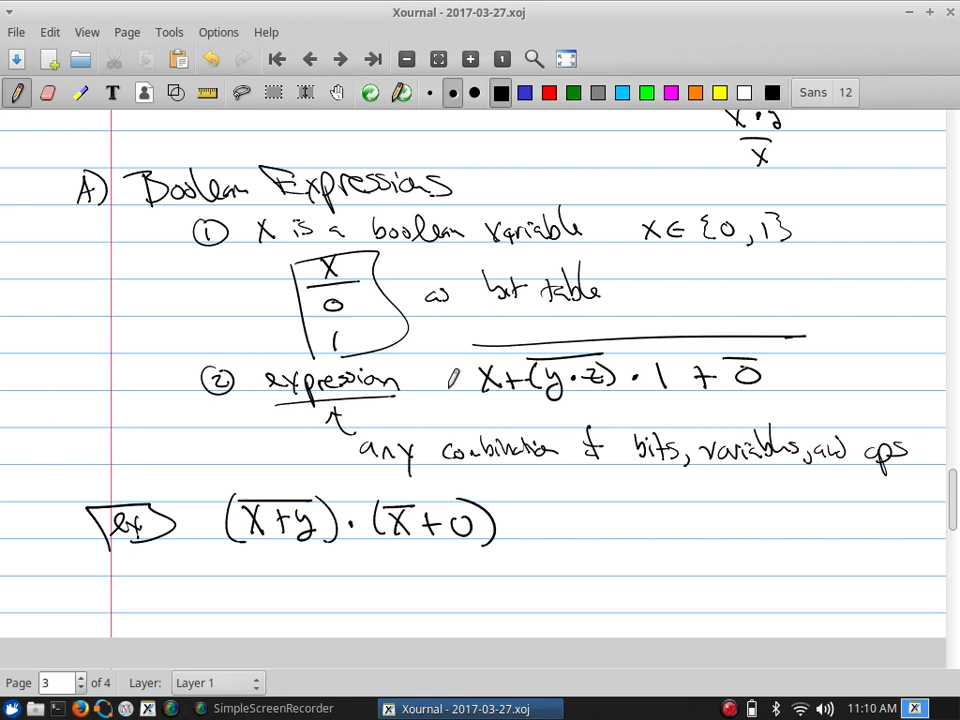 Xournal - 2017-03-27.xoj
File Edit View Page Tools Options Help
Sans 12
x · y
x̅
A) Boolean Expressions
① X is a boolean variable x ∈ {0, 1}
X
0
1
as bit table
② expression x + (y · z)̅ · 1 + 0̅
any combination of bits, variables, and ops
ex (x̅+̅y̅) · (x̅ + 0)
Page 3 of 4 Layer: Layer 1
SimpleScreenRecorder Xournal - 2017-03-27.xoj 11:10 AM